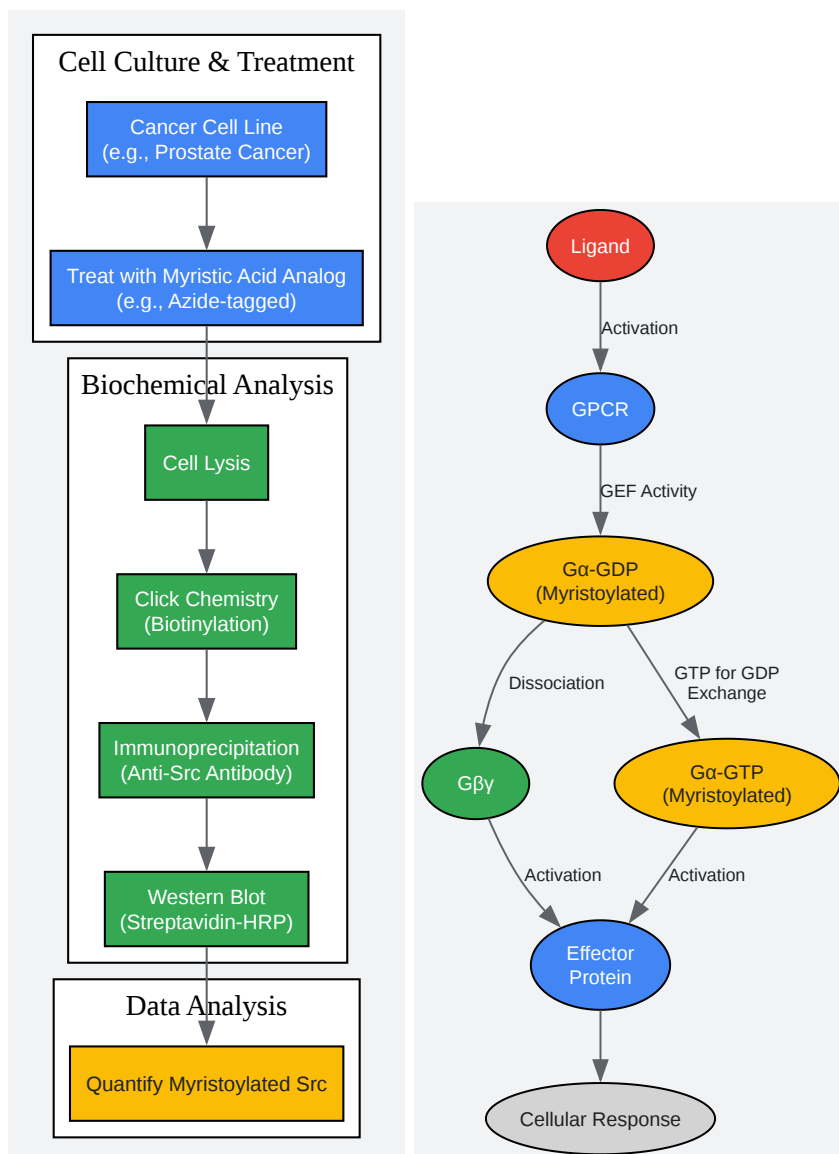 Cell Culture & Treatment
Cancer Cell Line
(e.g., Prostate Cancer)
Treat with Myristic Acid Analog
(e.g., Azide-tagged)
Biochemical Analysis
Cell Lysis
Click Chemistry
(Biotinylation)
Immunoprecipitation
(Anti-Src Antibody)
Western Blot
(Streptavidin-HRP)
Data Analysis
Quantify Myristoylated Src
Ligand
Activation
GPCR
GEF Activity
Gα-GDP
(Myristoylated)
Dissociation
GTP for GDP
Exchange
Gβγ
Gα-GTP
(Myristoylated)
Activation
Activation
Effector
Protein
Cellular Response